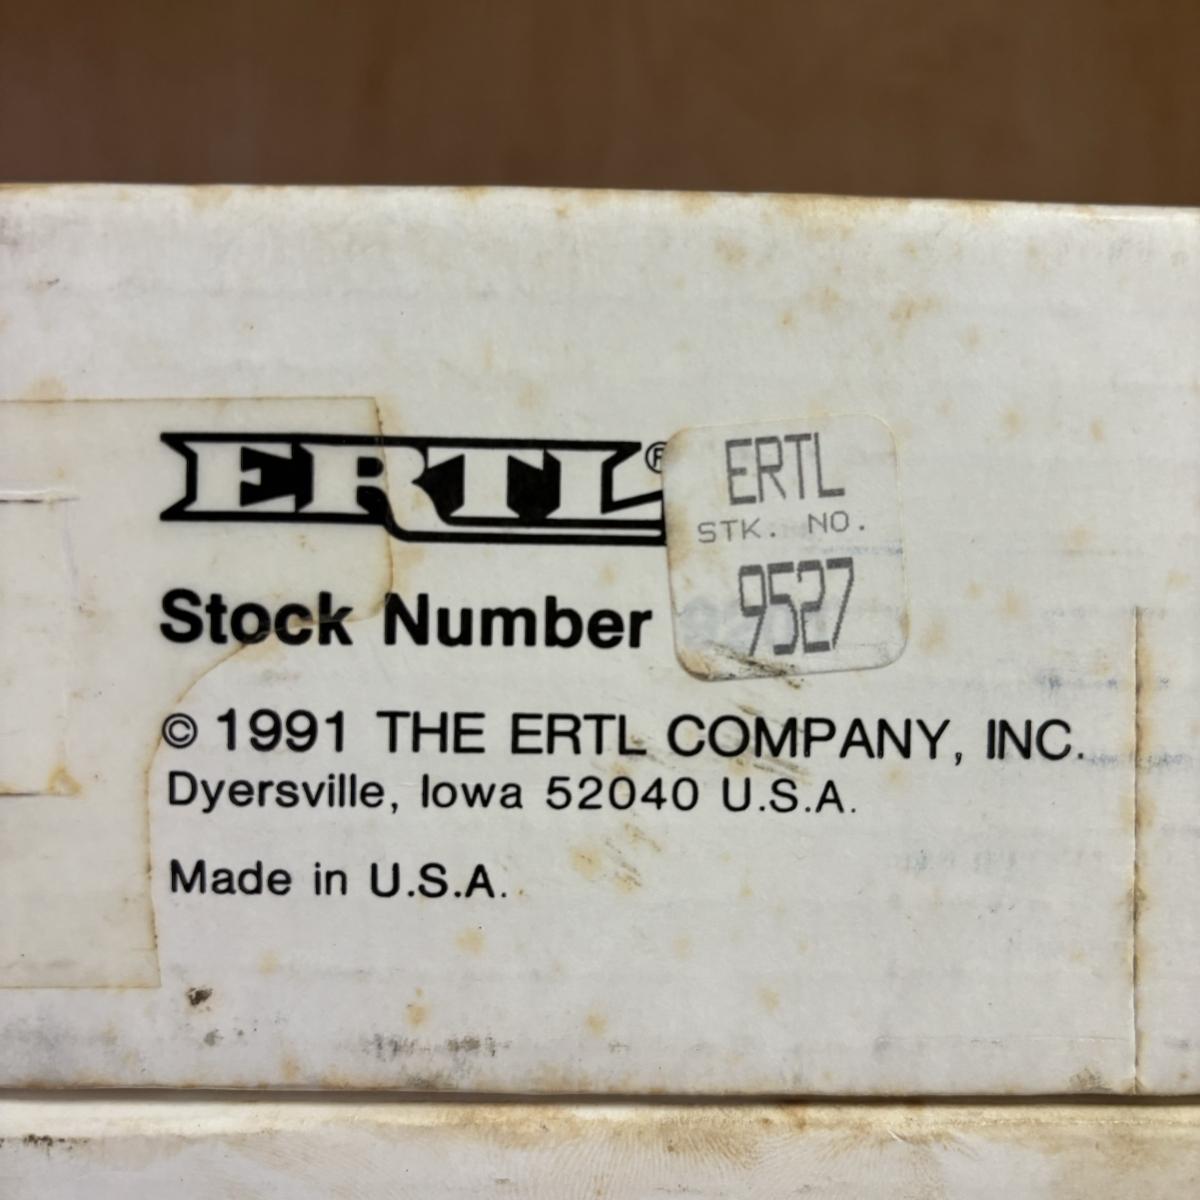 ERTL®
ERTL
STK. NO.
9527
Stock Number
© 1991 THE ERTL COMPANY, INC.
Dyersville, Iowa 52040 U.S.A.
Made in U.S.A.